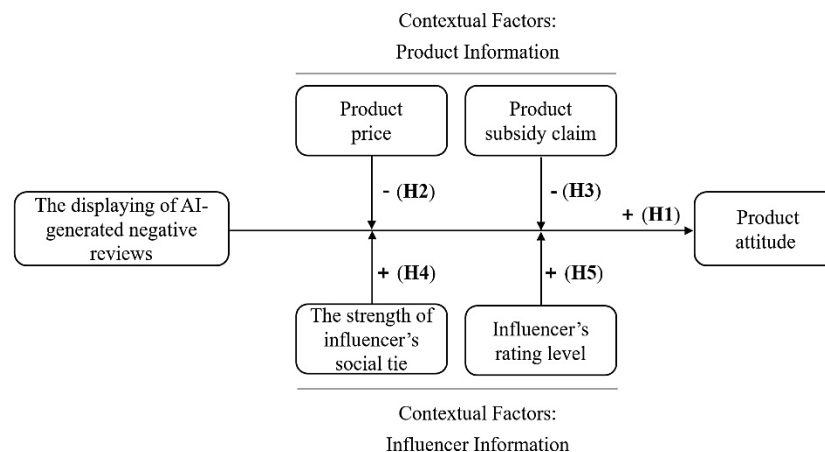 Contextual Factors:
Product Information
Product
price
Product
subsidy claim
- (H2)
- (H3)
The displaying of AI-
generated negative
reviews
+ (H1)
Product
attitude
+ (H4)
+ (H5)
The strength of
influencer's
social tie
Influencer's
rating level
Contextual Factors:
Influencer Information